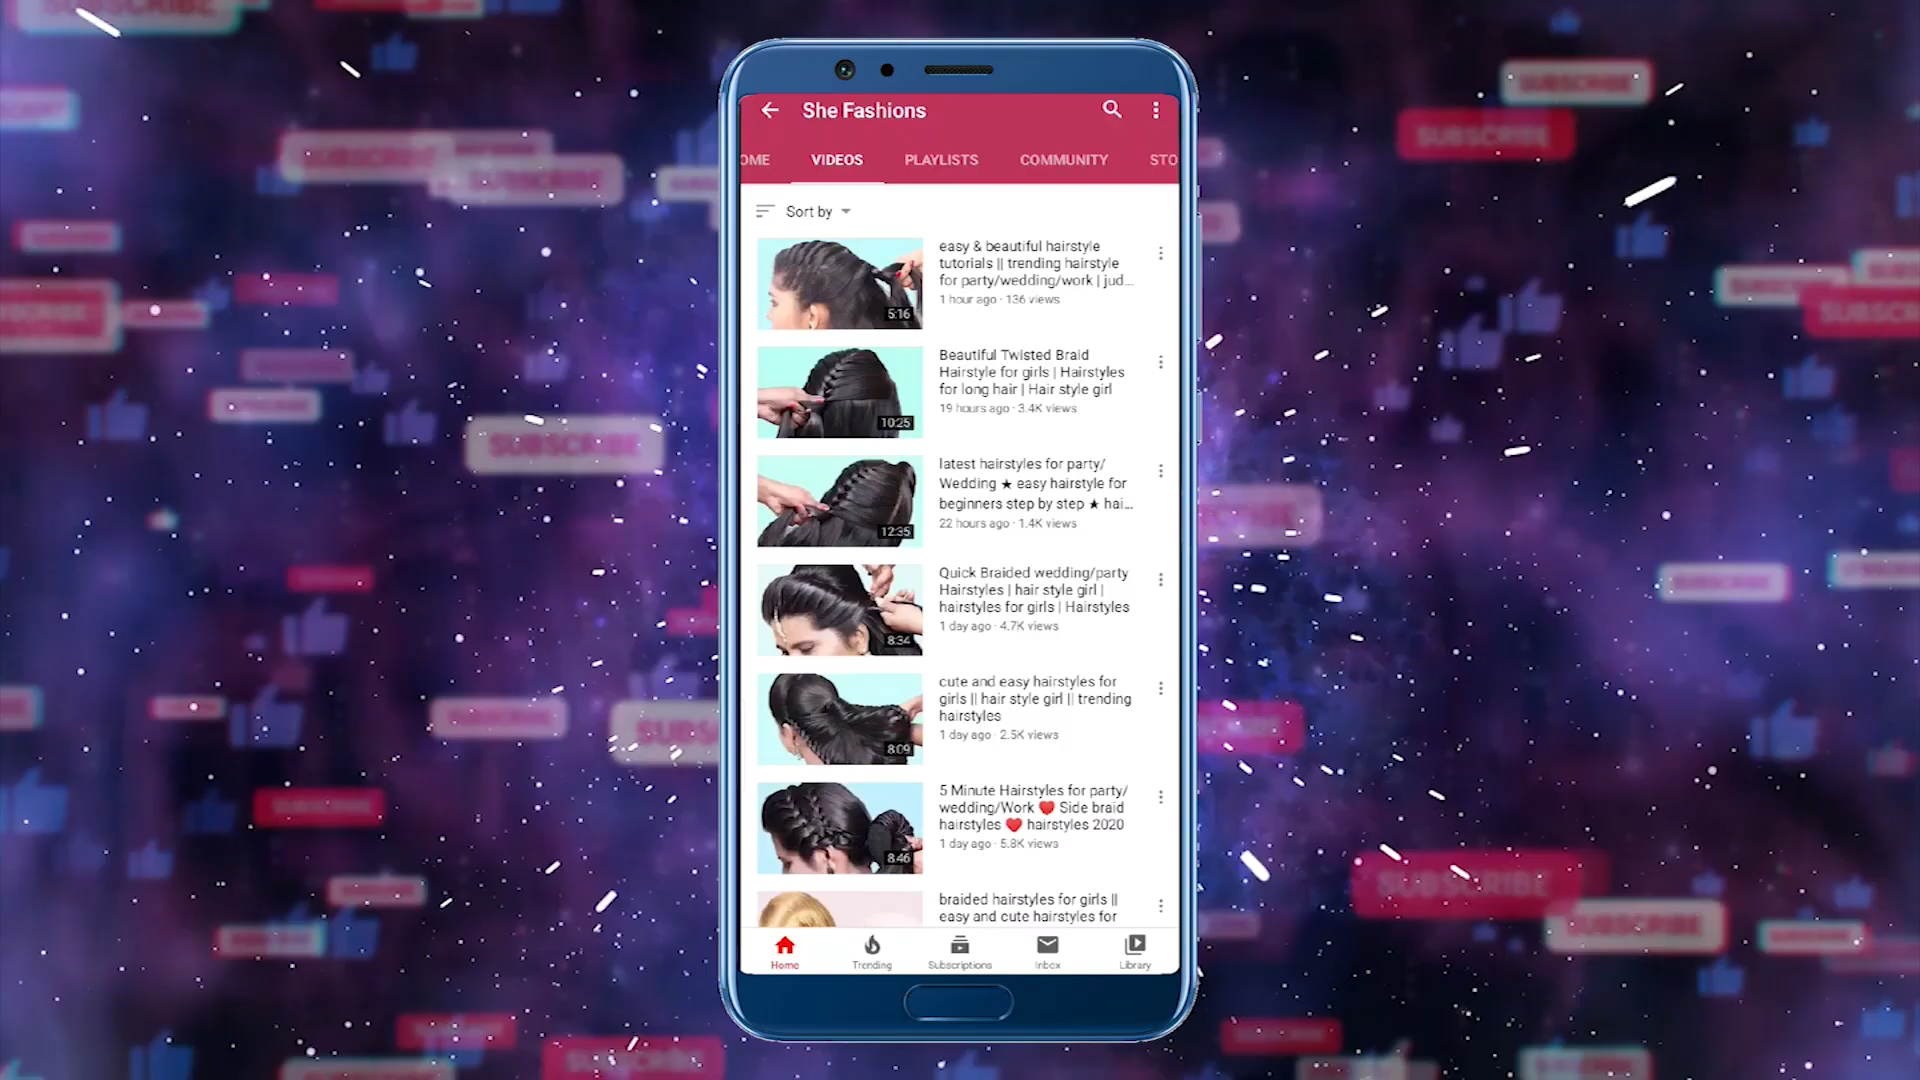 She Fashions
OME VIDEOS PLAYLISTS COMMUNITY STO
Sort by
easy & beautiful hairstyle
tutorials || trending hairstyle
for party/wedding/work | jud...
1 hour ago · 136 views
5:16
Beautiful Twisted Braid
Hairstyle for girls | Hairstyles
for long hair | Hair style girl
19 hours ago · 3.4K views
10:25
latest hairstyles for party/
Wedding ★ easy hairstyle for
beginners step by step ★ hai...
22 hours ago · 1.4K views
12:35
Quick Braided wedding/party
Hairstyles | hair style girl |
hairstyles for girls | Hairstyles
1 day ago · 4.7K views
8:34
cute and easy hairstyles for
girls || hair style girl || trending
hairstyles
1 day ago · 2.5K views
8:09
5 Minute Hairstyles for party/
wedding/Work ♥ Side braid
hairstyles ♥ hairstyles 2020
1 day ago · 5.8K views
8:46
braided hairstyles for girls ||
easy and cute hairstyles for
Home Trending Subscriptions Inbox Library
SUBSCRIBE
SUBSCRIBE
SUBSCRIBE
SUBSCRIBE
SUBSCRIBE